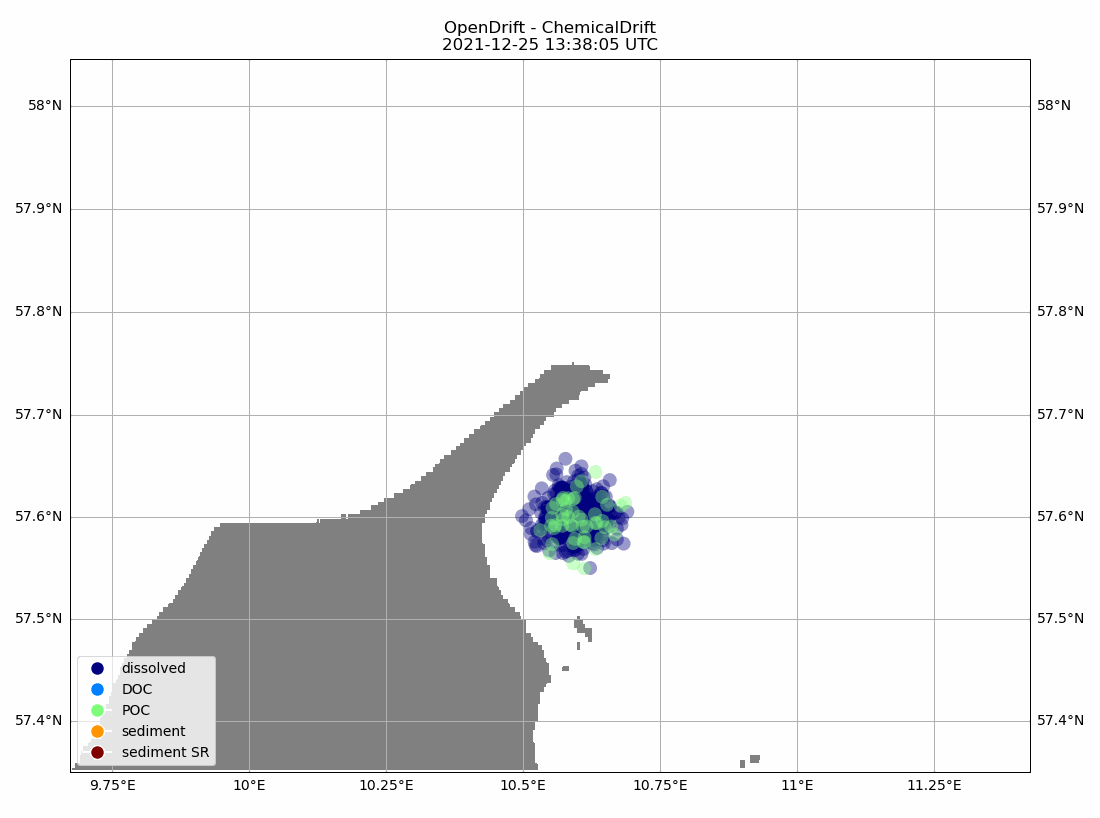 OpenDrift - ChemicalDrift
2021-12-25 13:38:05 UTC
58°N 58°N
57.9°N 57.9°N
57.8°N 57.8°N
57.7°N 57.7°N
57.6°N 57.6°N
57.5°N 57.5°N
57.4°N 57.4°N
dissolved
DOC
POC
sediment
sediment SR
9.75°E 10°E 10.25°E 10.5°E 10.75°E 11°E 11.25°E